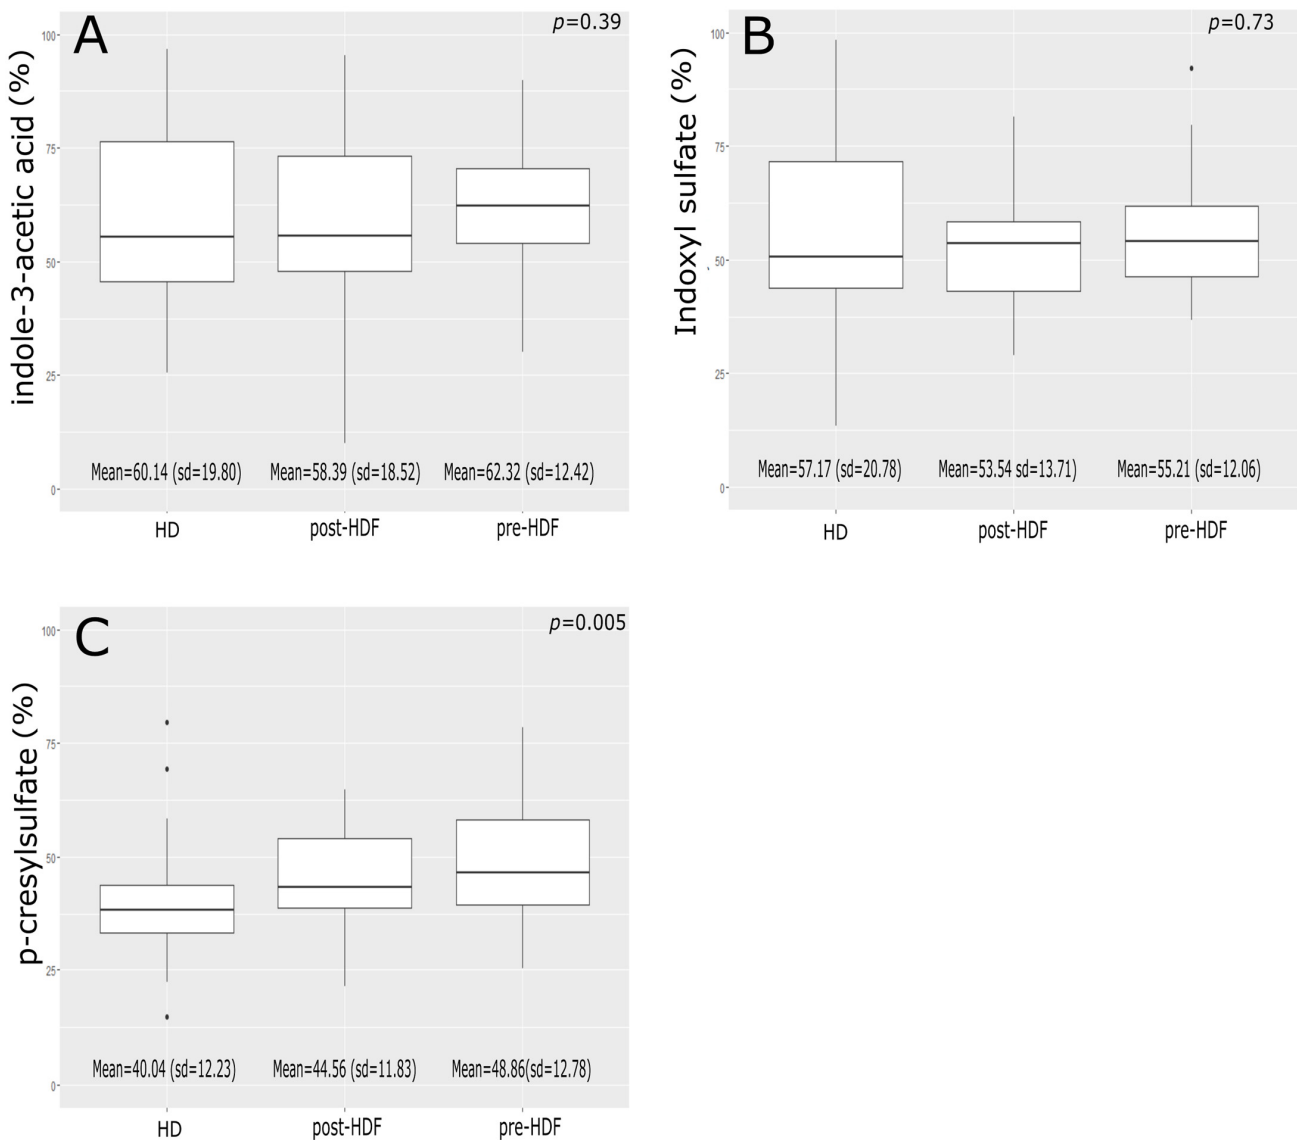 A
p=0.39
indole-3-acetic acid (%)
100
75
50
25
0
Mean=60.14 (sd=19.80)
Mean=58.39 (sd=18.52)
Mean=62.32 (sd=12.42)
HD
post-HDF
pre-HDF
B
p=0.73
Indoxyl sulfate (%)
100
75
50
25
0
Mean=57.17 (sd=20.78)
Mean=53.54 sd=13.71)
Mean=55.21 (sd=12.06)
HD
post-HDF
pre-HDF
C
p=0.005
p-cresylsulfate (%)
100
75
50
25
0
Mean=40.04 (sd=12.23)
Mean=44.56 (sd=11.83)
Mean=48.86(sd=12.78)
HD
post-HDF
pre-HDF